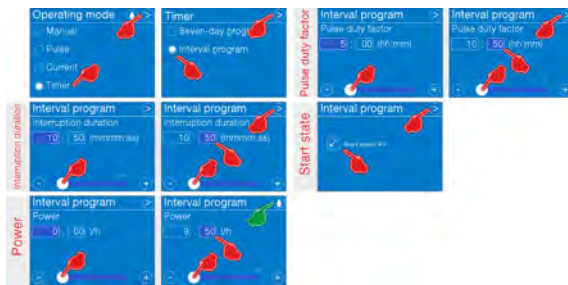 Operating mode
Manual
Pulse
Current
Timer
>
Timer
>
Seven-day prog
Interval program
Pulse duty factor
Interval program
>
Pulse duty factor
5 : 00 (hh:mm)
Interval program
>
Pulse duty factor
10 : 50 (hh:mm)
Interruption duration
Interval program
>
Interruption duration
10 : 50 (mmmm:ss)
Interval program
>
Interruption duration
10 : 50 (mmmm:ss)
Start state
Interval program
>
Power
Interval program
>
Power
0 . 00 l/h
Interval program
Power
9 . 50 l/h